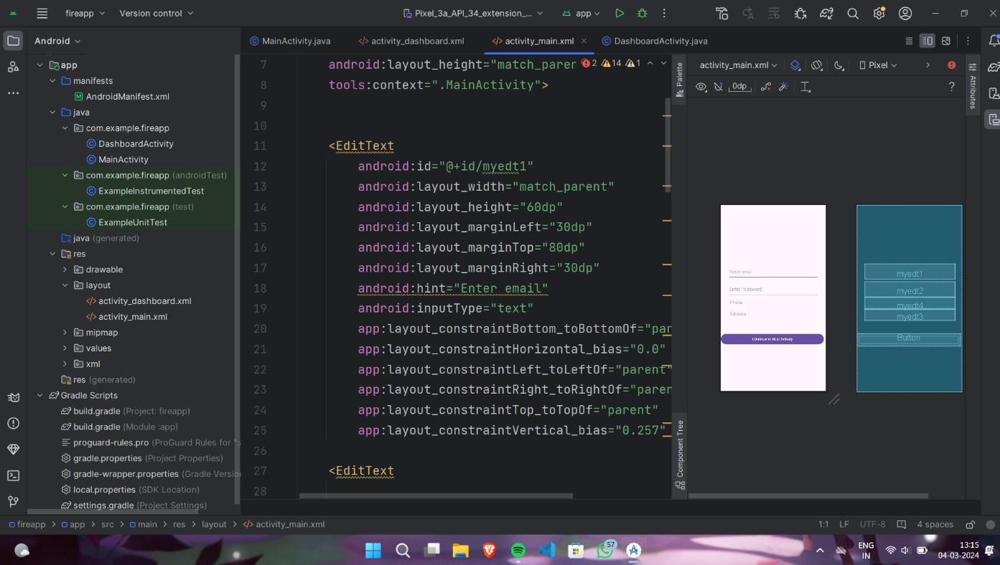 fireapp
Version control
Pixel_3a_API_34_extension_...
app
Android
MainActivity.java
activity_dashboard.xml
activity_main.xml
DashboardActivity.java
app
manifests
AndroidManifest.xml
java
com.example.fireapp
DashboardActivity
MainActivity
com.example.fireapp (androidTest)
ExampleInstrumentedTest
com.example.fireapp (test)
ExampleUnitTest
java (generated)
res
drawable
layout
activity_dashboard.xml
activity_main.xml
mipmap
values
xml
res (generated)
Gradle Scripts
build.gradle (Project: fireapp)
build.gradle (Module :app)
proguard-rules.pro (ProGuard Rules for ":
gradle.properties (Project Properties)
gradle-wrapper.properties (Gradle Versio
local.properties (SDK Location)
settings.gradle (Project Settings)
7 android:layout_height="match_paren 2 14 1
8 tools:context=".MainActivity">
9
10
11 <EditText
12 android:id="@+id/myedt1"
13 android:layout_width="match_parent"
14 android:layout_height="60dp"
15 android:layout_marginLeft="30dp"
16 android:layout_marginTop="80dp"
17 android:layout_marginRight="30dp"
18 android:hint="Enter email"
19 android:inputType="text"
20 app:layout_constraintBottom_toBottomOf="par
21 app:layout_constraintHorizontal_bias="0.0"
22 app:layout_constraintLeft_toLeftOf="parent"
23 app:layout_constraintRight_toRightOf="paren
24 app:layout_constraintTop_toTopOf="parent"
25 app:layout_constraintVertical_bias="0.257"
26
27 <EditText
28
Palette
Component Tree
activity_main.xml
Pixel
0dp
?
Attributes
Enter email
Enter Password
Phone
Address
myedt1
myedt2
myedt4
myedt3
Button
fireapp > app > src > main > res > layout > activity_main.xml
1:1 LF UTF-8 4 spaces
57
ENG
IN
13:15
04-03-2024